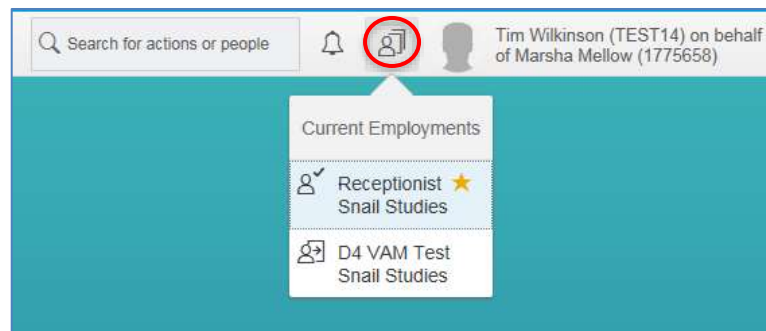 Search for actions or people
Tim Wilkinson (TEST14) on behalf
of Marsha Mellow (1775658)
Current Employments
Receptionist
Snail Studies
D4 VAM Test
Snail Studies